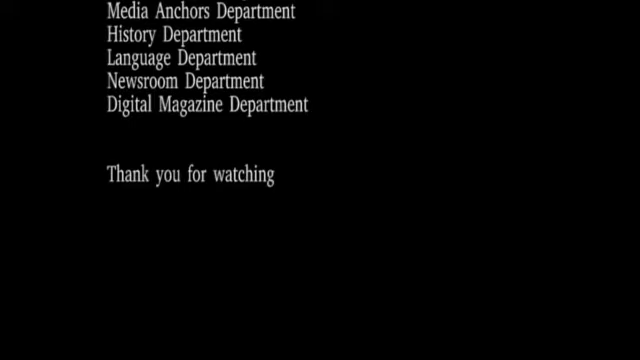 Media Anchors Department
History Department
Language Department
Newsroom Department
Digital Magazine Department
Thank you for watching